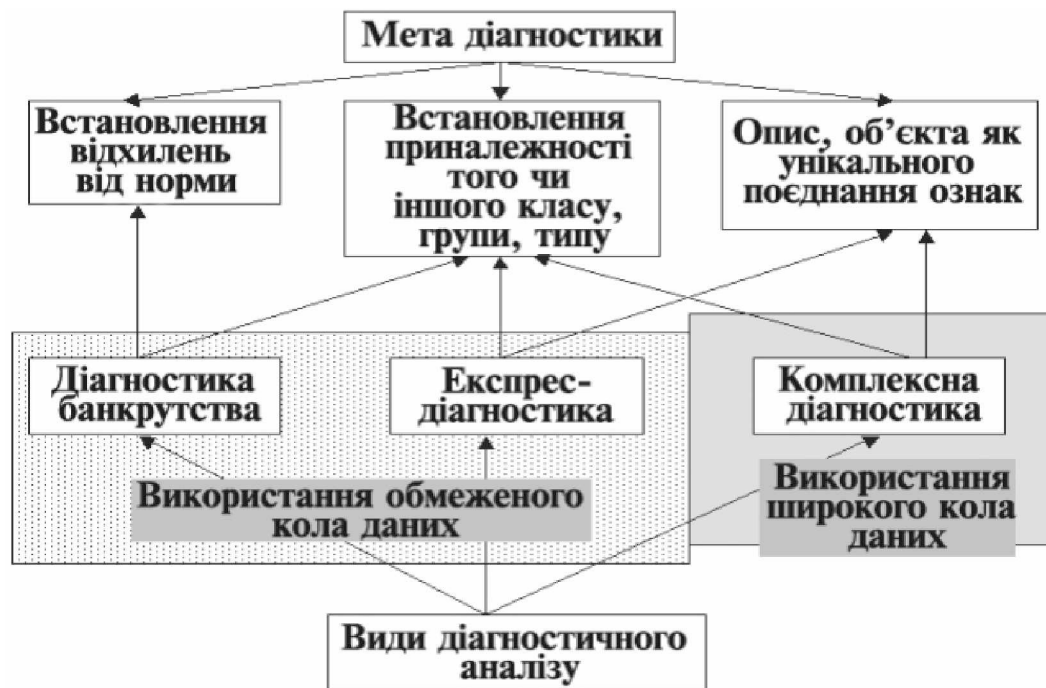 Мета діагностики
Встановлення
відхилень
від норми
Встановлення
приналежності
того чи
іншого класу,
групи, типу
Опис, об’єкта як
унікального
поєднання ознак
Діагностика
банкрутства
Експрес-
діагностика
Комплексна
діагностика
Використання обмеженого
кола даних
Використання
широкого кола
даних
Види діагностичного
аналізу